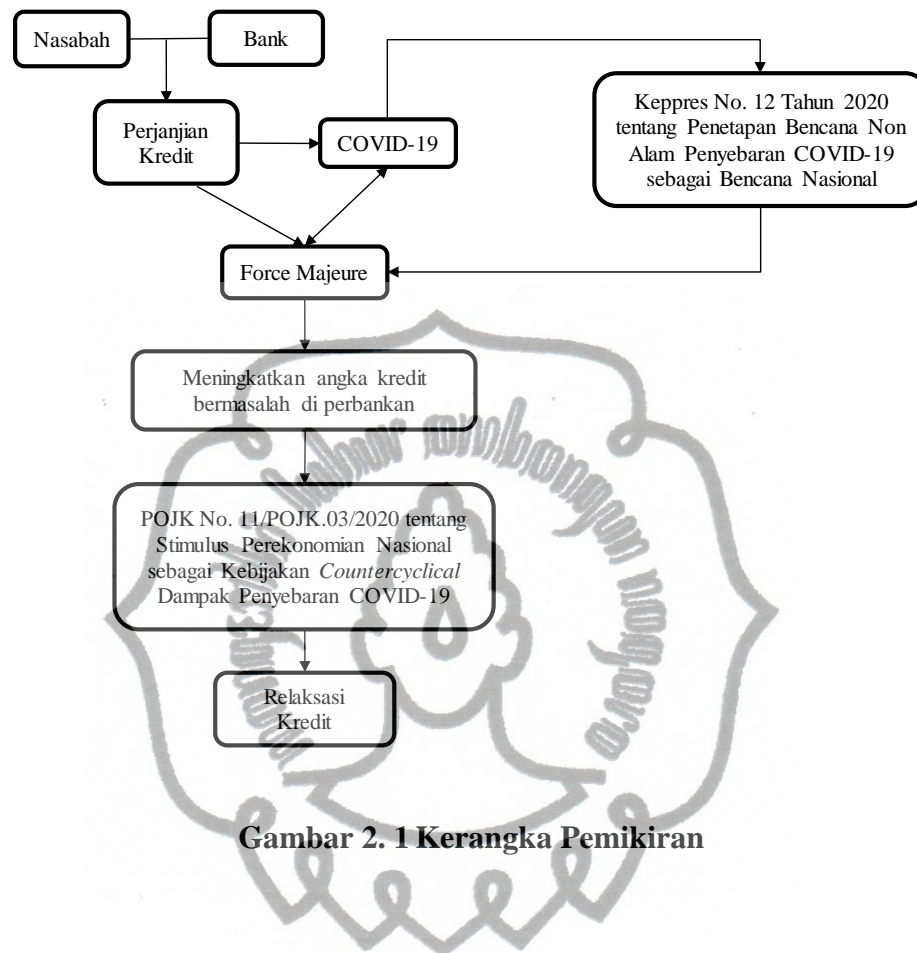 Nasabah
Bank
Perjanjian
Kredit
COVID-19
Keppres No. 12 Tahun 2020
tentang Penetapan Bencana Non
Alam Penyebaran COVID-19
sebagai Bencana Nasional
Force Majeure
Meningkatkan angka kredit
bermasalah di perbankan
POJK No. 11/POJK.03/2020 tentang
Stimulus Perekonomian Nasional
sebagai Kebijakan Countercyclical
Dampak Penyebaran COVID-19
Relaksasi
Kredit
Gambar 2. 1 Kerangka Pemikiran